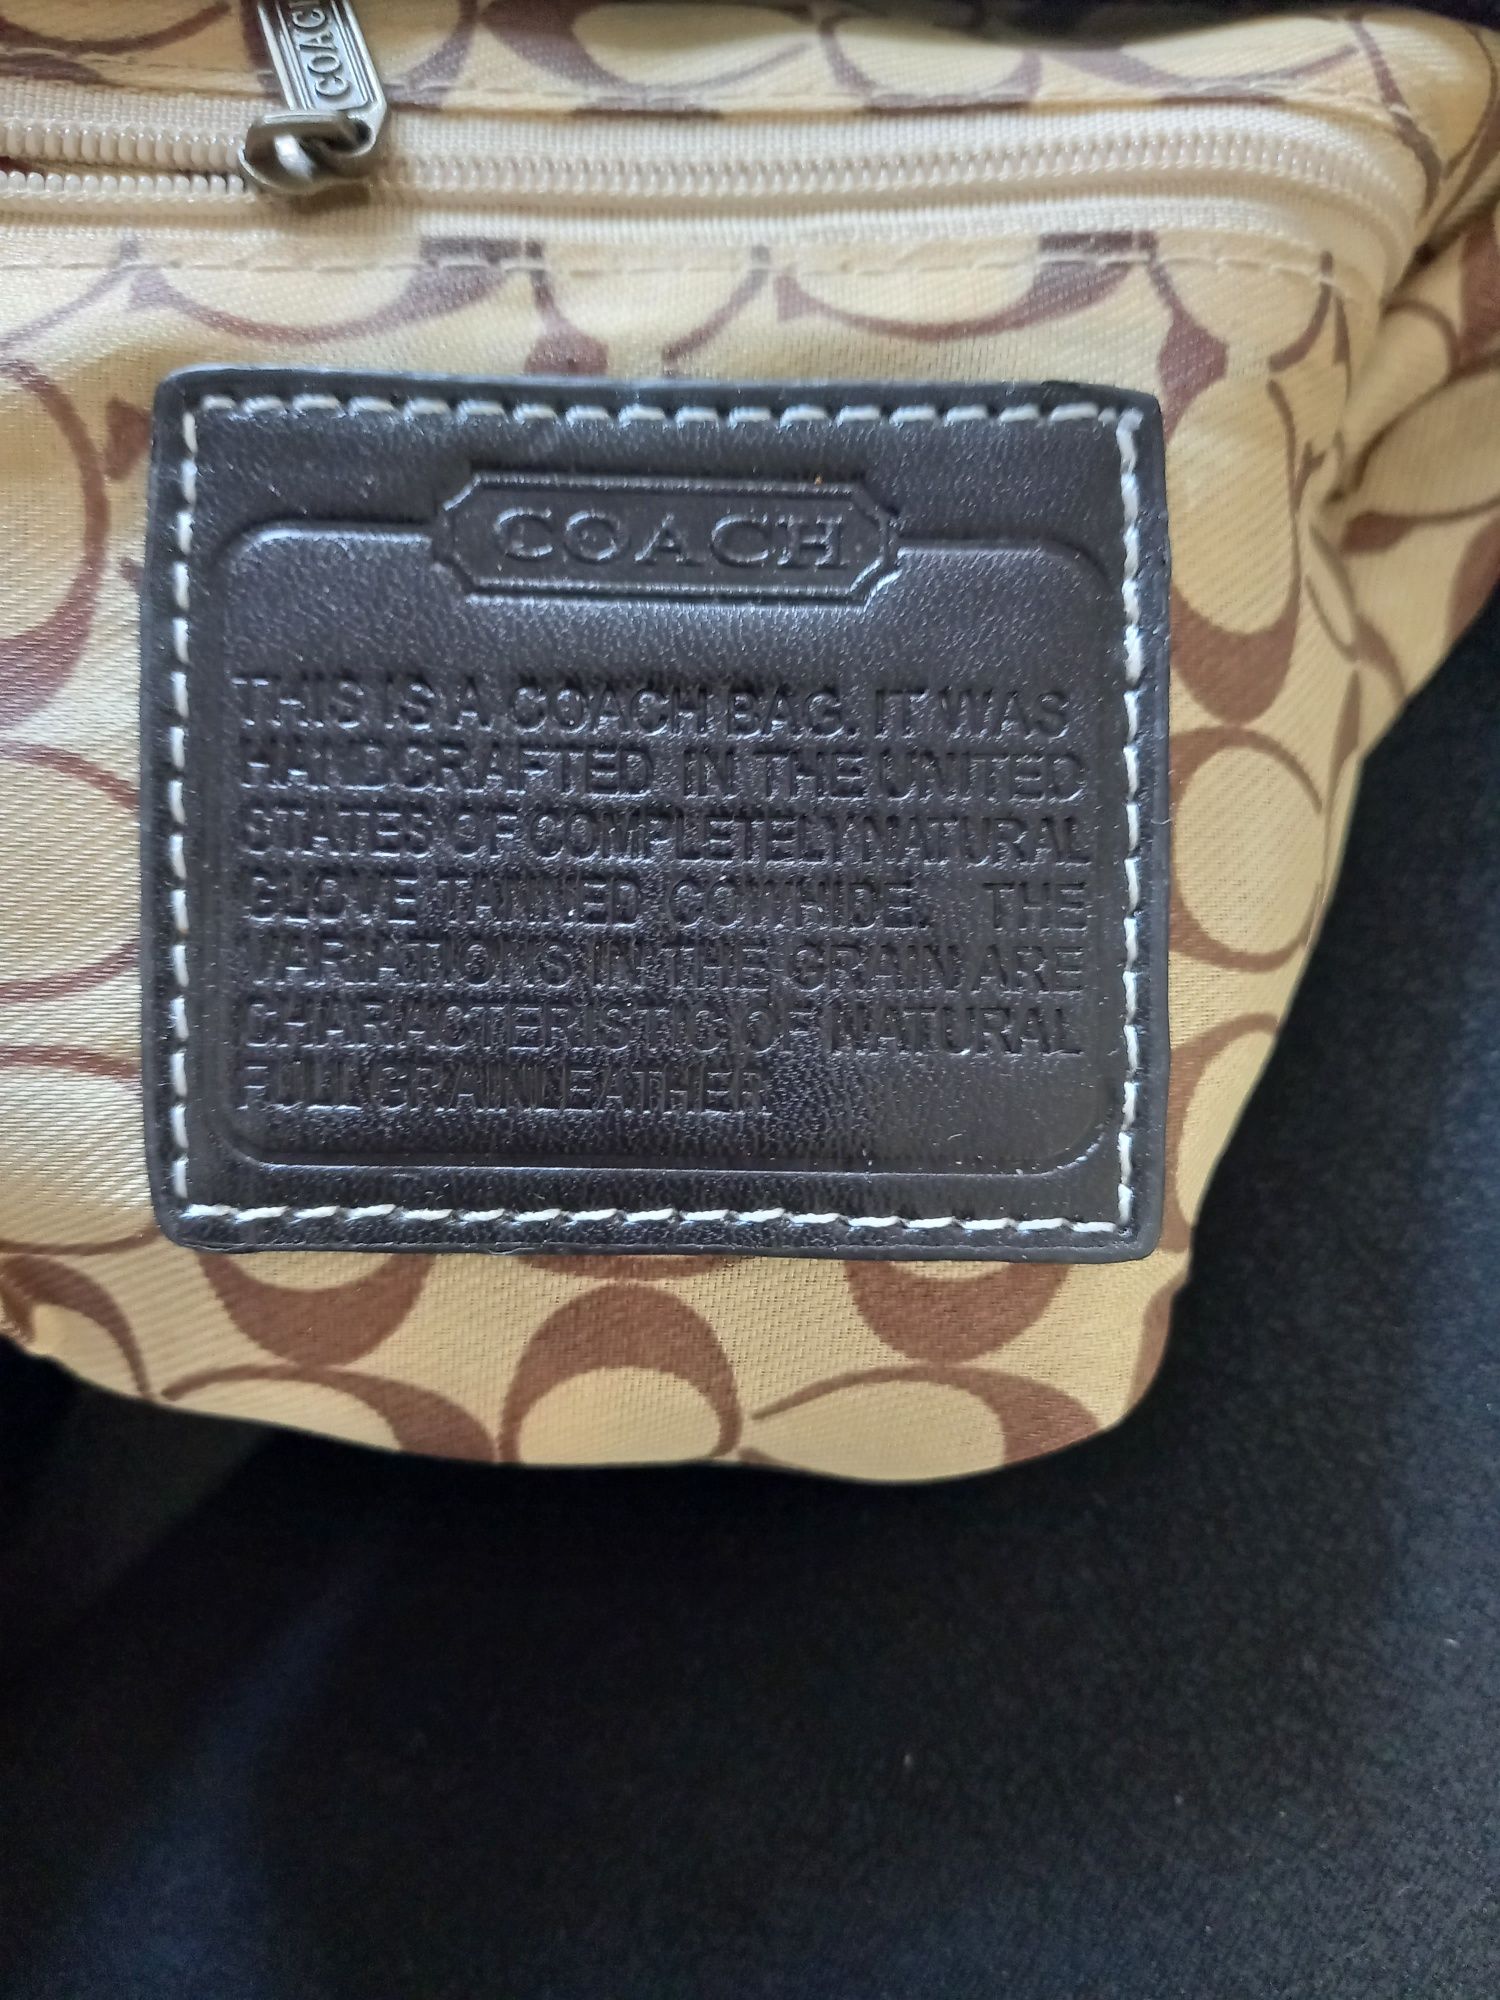 COACH
COACH
THIS IS A COACH BAG. IT WAS
HANDCRAFTED IN THE UNITED
STATES OF COMPLETELY NATURAL
GLOVE TANNED COWHIDE. THE
VARIATIONS IN THE GRAIN ARE
CHARACTERISTIC OF NATURAL
FULL GRAIN LEATHER